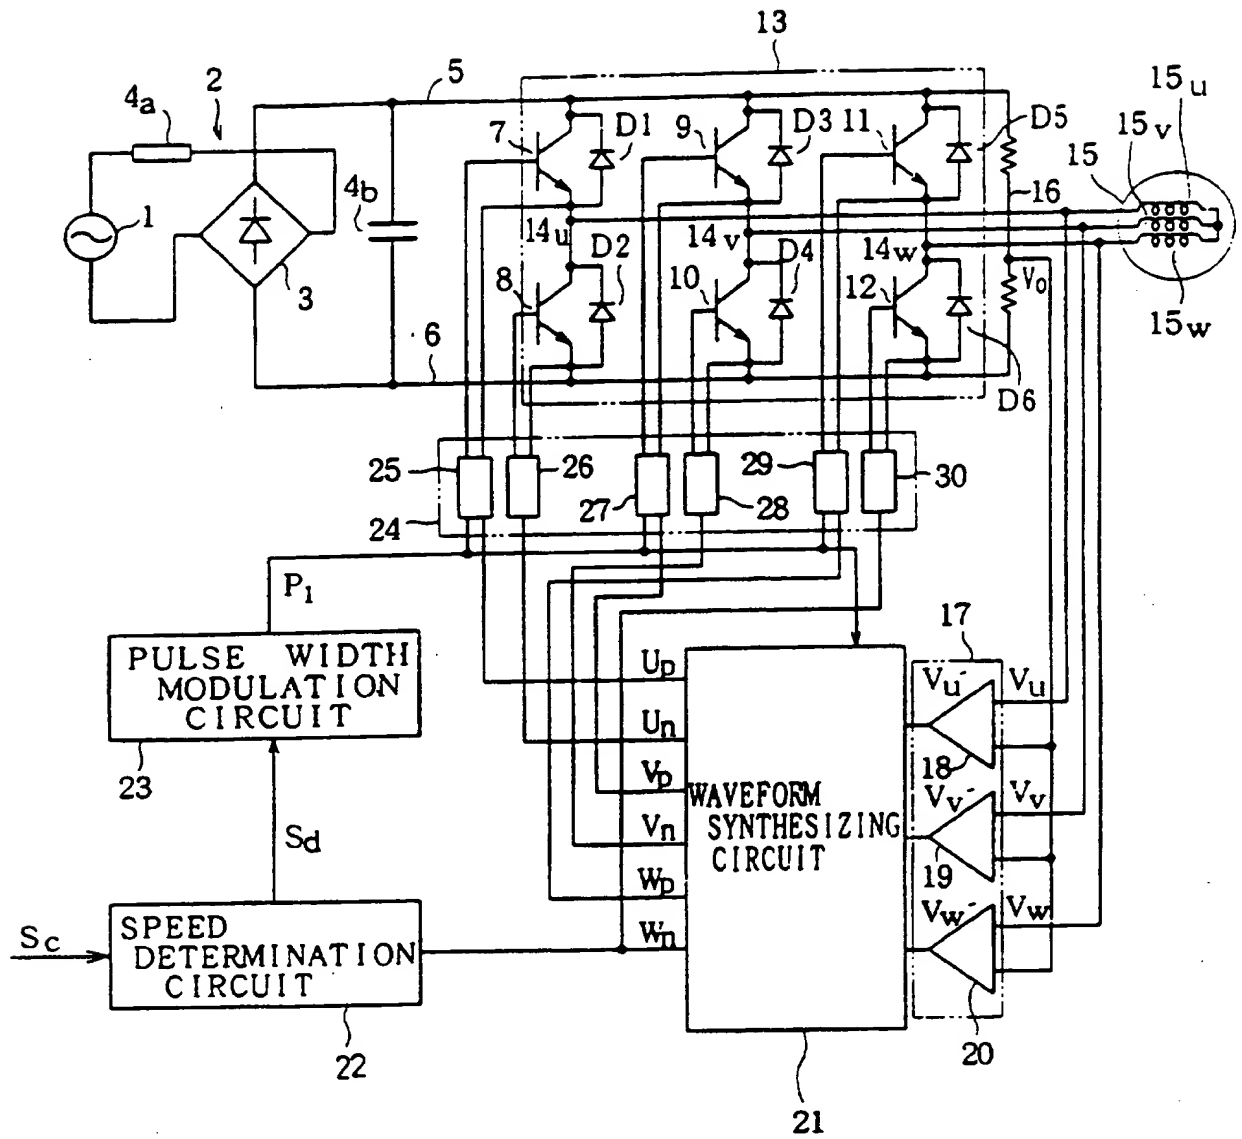 13
2
5
4a
15u
7
D1
9
D3
11
D5
15v
15
16
1
4b
14u
14v
14w
D2
D4
3
8
10
12
V0
15w
6
D6
25
26
29
30
27
28
24
P1
17
PULSE WIDTH
MODULATION
CIRCUIT
Up
Vu´
Vu
Un
18
23
Vp
WAVEFORM
SYNTHESIZING
CIRCUIT
Vv´
Vv
Vn
Sd
19
Wp
Vw´
Vw
Sc
SPEED
DETERMINATION
CIRCUIT
Wn
22
20
21